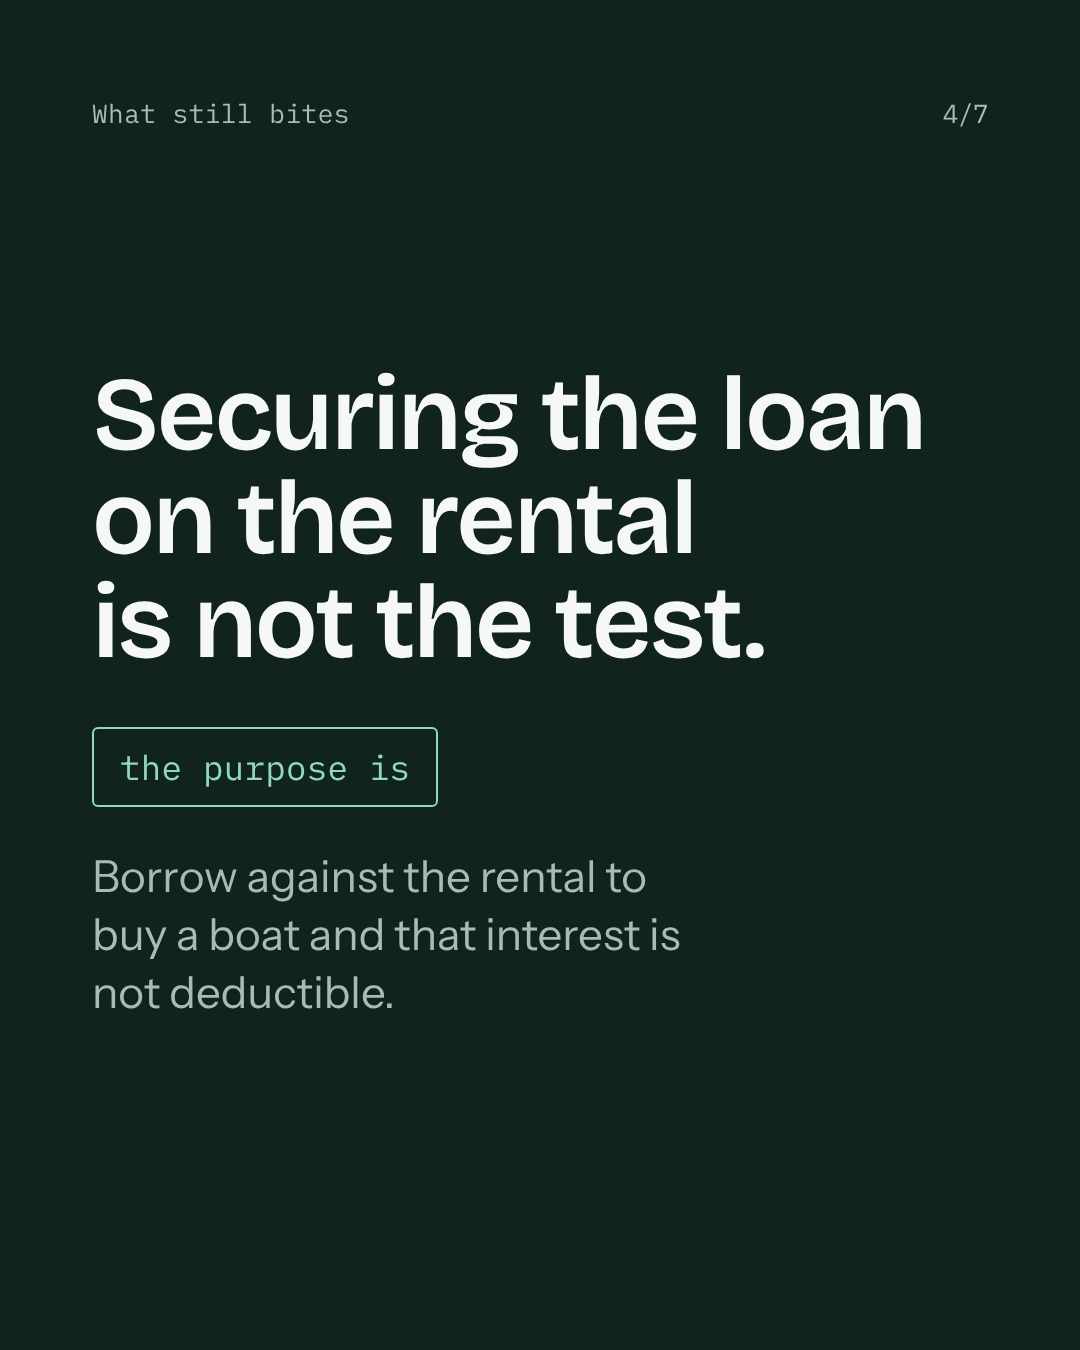 What still bites
4/7
Securing the loan
on the rental
is not the test.
the purpose is
Borrow against the rental to
buy a boat and that interest is
not deductible.